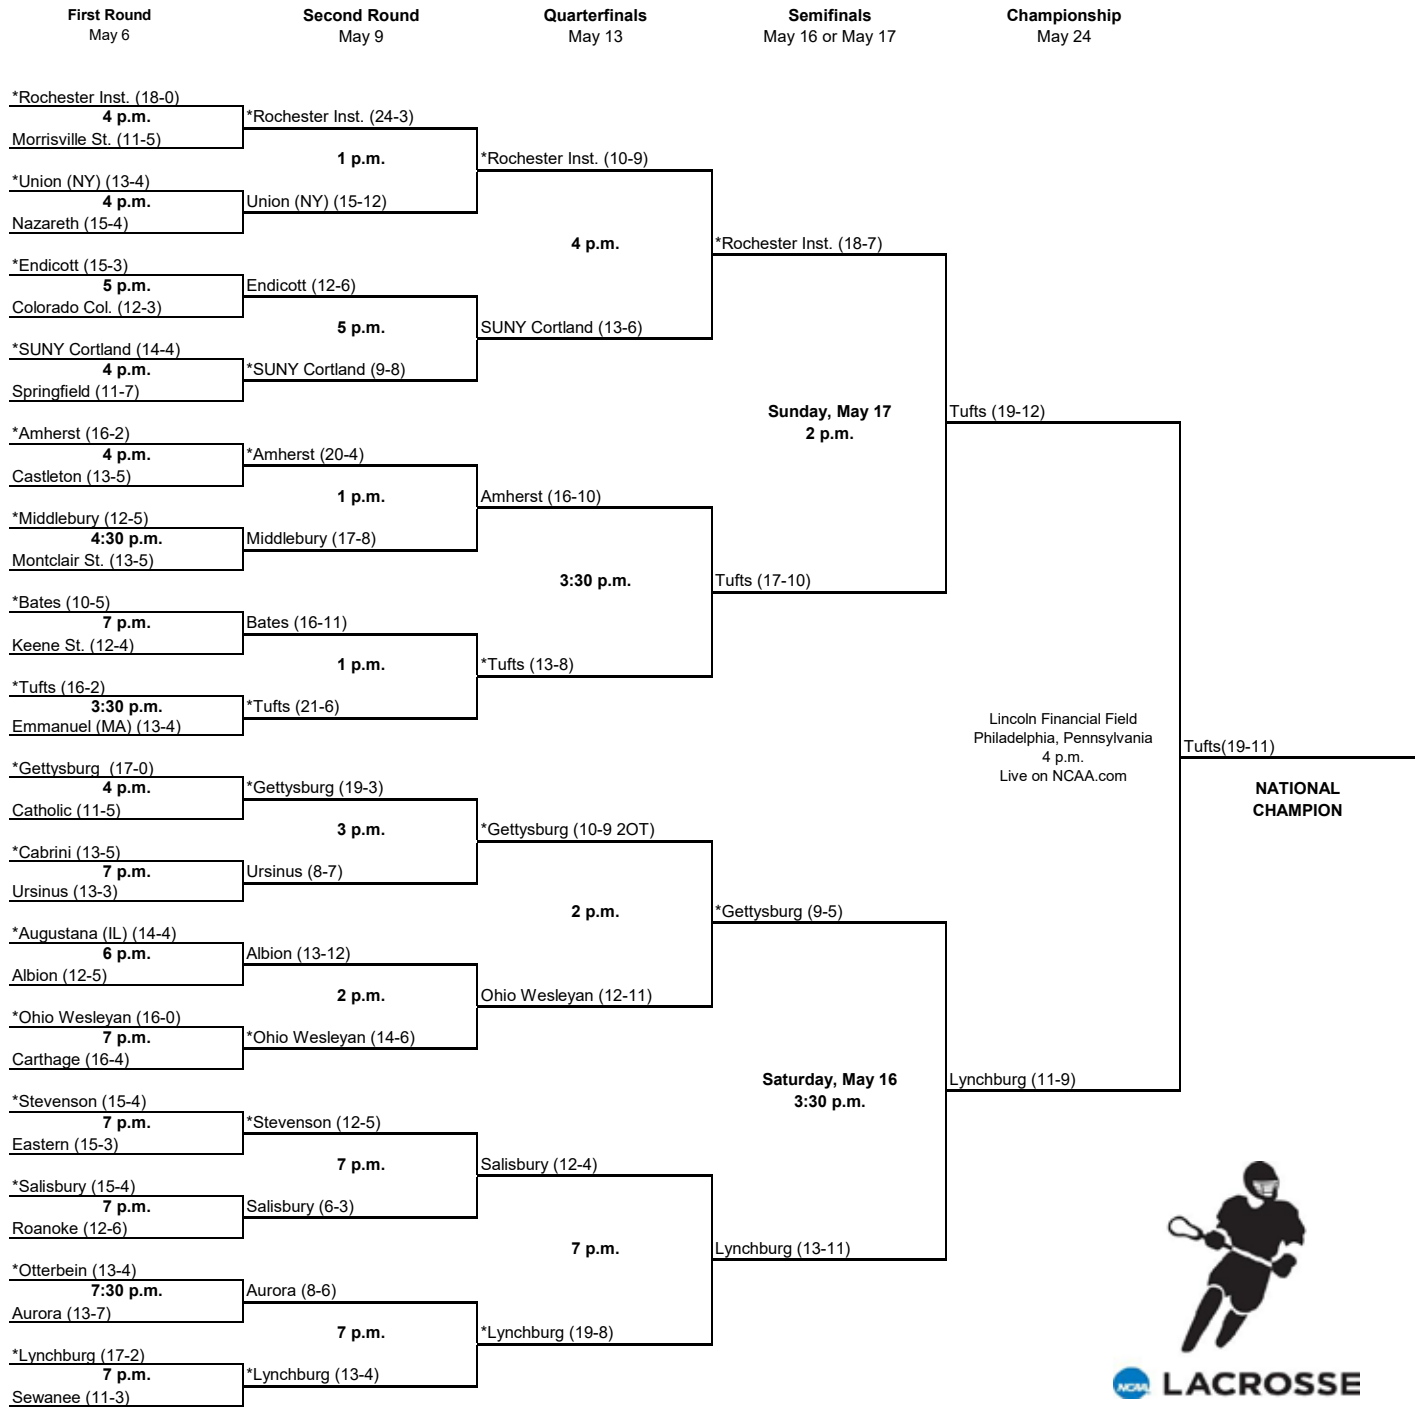 First Round
May 6
Second Round
May 9
Quarterfinals
May 13
Semifinals
May 16 or May 17
Championship
May 24
*Rochester Inst. (18-0)
4 p.m.
Morrisville St. (11-5)
*Union (NY) (13-4)
4 p.m.
Nazareth (15-4)
*Endicott (15-3)
5 p.m.
Colorado Col. (12-3)
*SUNY Cortland (14-4)
4 p.m.
Springfield (11-7)
*Amherst (16-2)
4 p.m.
Castleton (13-5)
*Middlebury (12-5)
4:30 p.m.
Montclair St. (13-5)
*Bates (10-5)
7 p.m.
Keene St. (12-4)
*Tufts (16-2)
3:30 p.m.
Emmanuel (MA) (13-4)
*Gettysburg  (17-0)
4 p.m.
Catholic (11-5)
*Cabrini (13-5)
7 p.m.
Ursinus (13-3)
*Augustana (IL) (14-4)
6 p.m.
Albion (12-5)
*Ohio Wesleyan (16-0)
7 p.m.
Carthage (16-4)
*Stevenson (15-4)
7 p.m.
Eastern (15-3)
*Salisbury (15-4)
7 p.m.
Roanoke (12-6)
*Otterbein (13-4)
7:30 p.m.
Aurora (13-7)
*Lynchburg (17-2)
7 p.m.
Sewanee (11-3)
*Rochester Inst. (24-3)
1 p.m.
Union (NY) (15-12)
Endicott (12-6)
5 p.m.
*SUNY Cortland (9-8)
*Amherst (20-4)
1 p.m.
Middlebury (17-8)
Bates (16-11)
1 p.m.
*Tufts (21-6)
*Gettysburg (19-3)
3 p.m.
Ursinus (8-7)
Albion (13-12)
2 p.m.
*Ohio Wesleyan (14-6)
*Stevenson (12-5)
7 p.m.
Salisbury (6-3)
Aurora (8-6)
7 p.m.
*Lynchburg (13-4)
*Rochester Inst. (10-9)
4 p.m.
SUNY Cortland (13-6)
Amherst (16-10)
3:30 p.m.
*Tufts (13-8)
*Gettysburg (10-9 2OT)
2 p.m.
Ohio Wesleyan (12-11)
Salisbury (12-4)
7 p.m.
*Lynchburg (19-8)
*Rochester Inst. (18-7)
Sunday, May 17
2 p.m.
Tufts (17-10)
*Gettysburg (9-5)
Saturday, May 16
3:30 p.m.
Lynchburg (13-11)
Tufts (19-12)
Lincoln Financial Field
Philadelphia, Pennsylvania
4 p.m.
Live on NCAA.com
Lynchburg (11-9)
Tufts(19-11)
NATIONAL
CHAMPION
NCAA LACROSSE